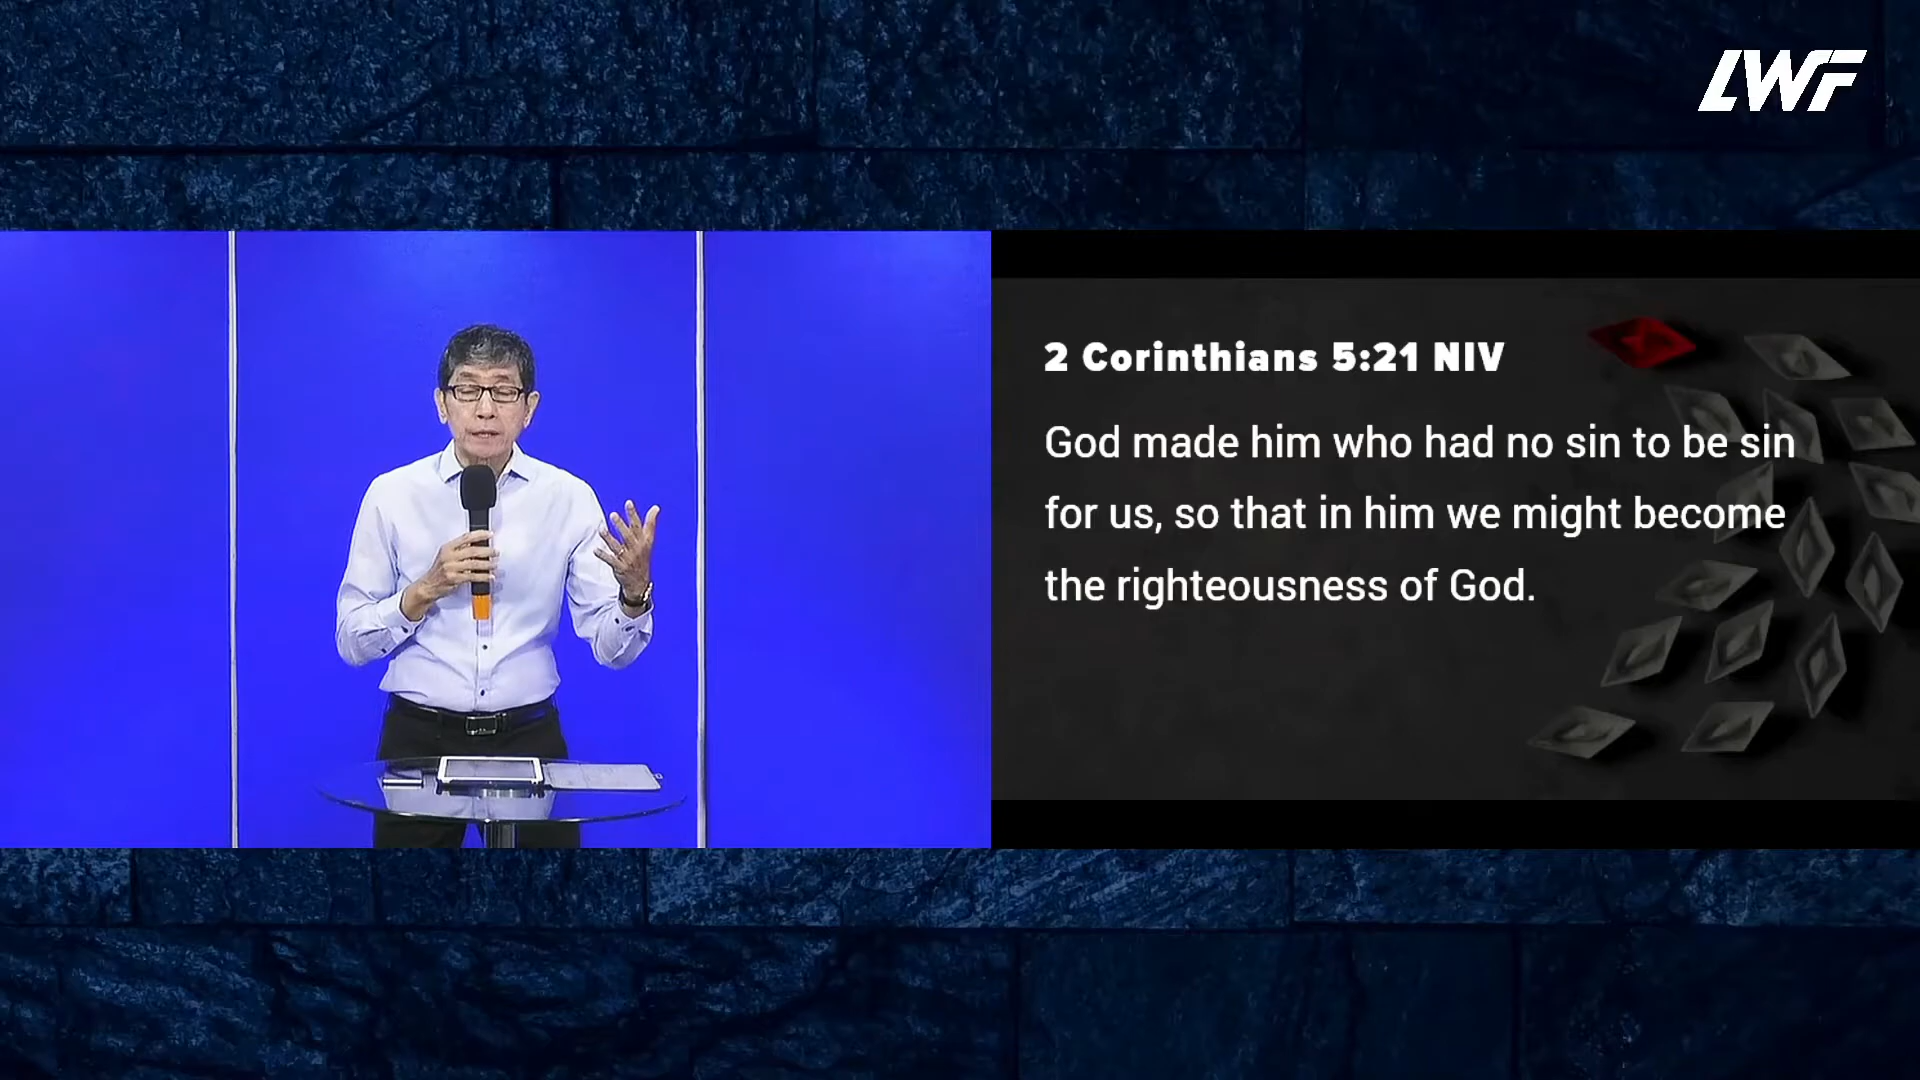 LWF
2 Corinthians 5:21 NIV
God made him who had no sin to be sin
for us, so that in him we might become
the righteousness of God.